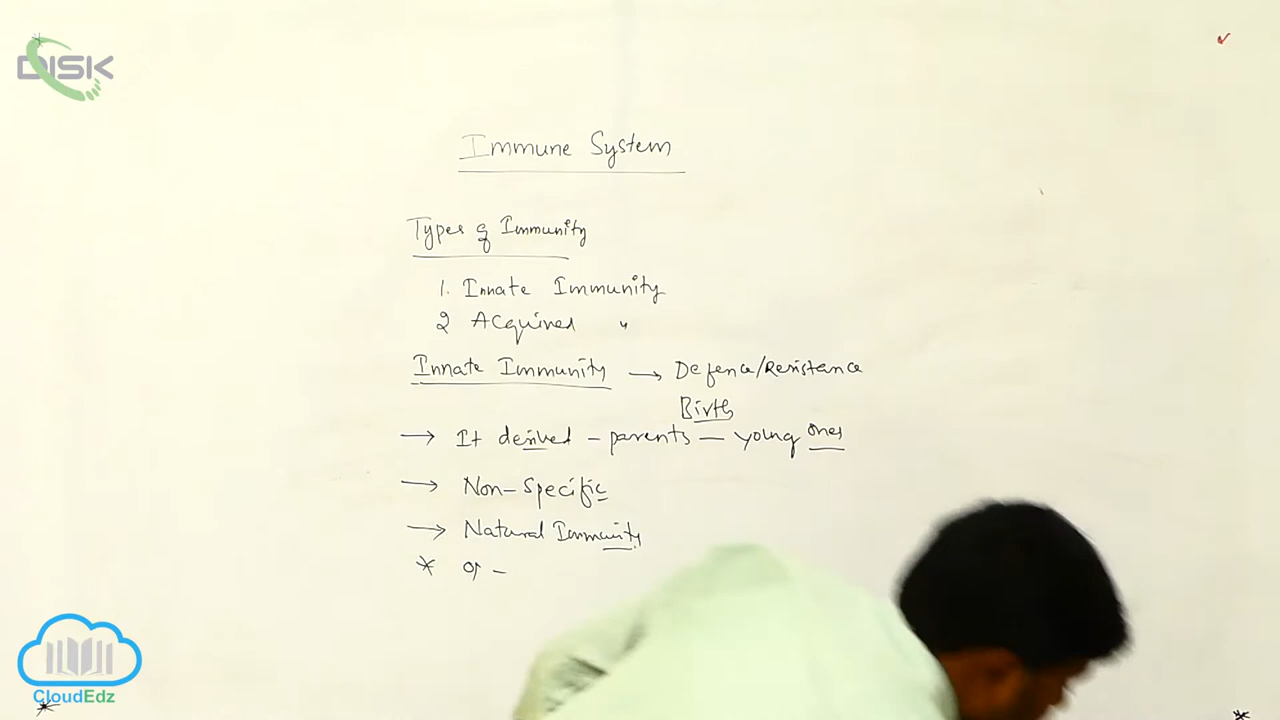 DISK
Immune System
Types of Immunity
1. Innate Immunity
2 Acquired "
Innate Immunity → Defence/Resistance
Birth
→ It derived - parents - young ones
→ Non-Specific
→ Natural Immunity
*
CloudEdz